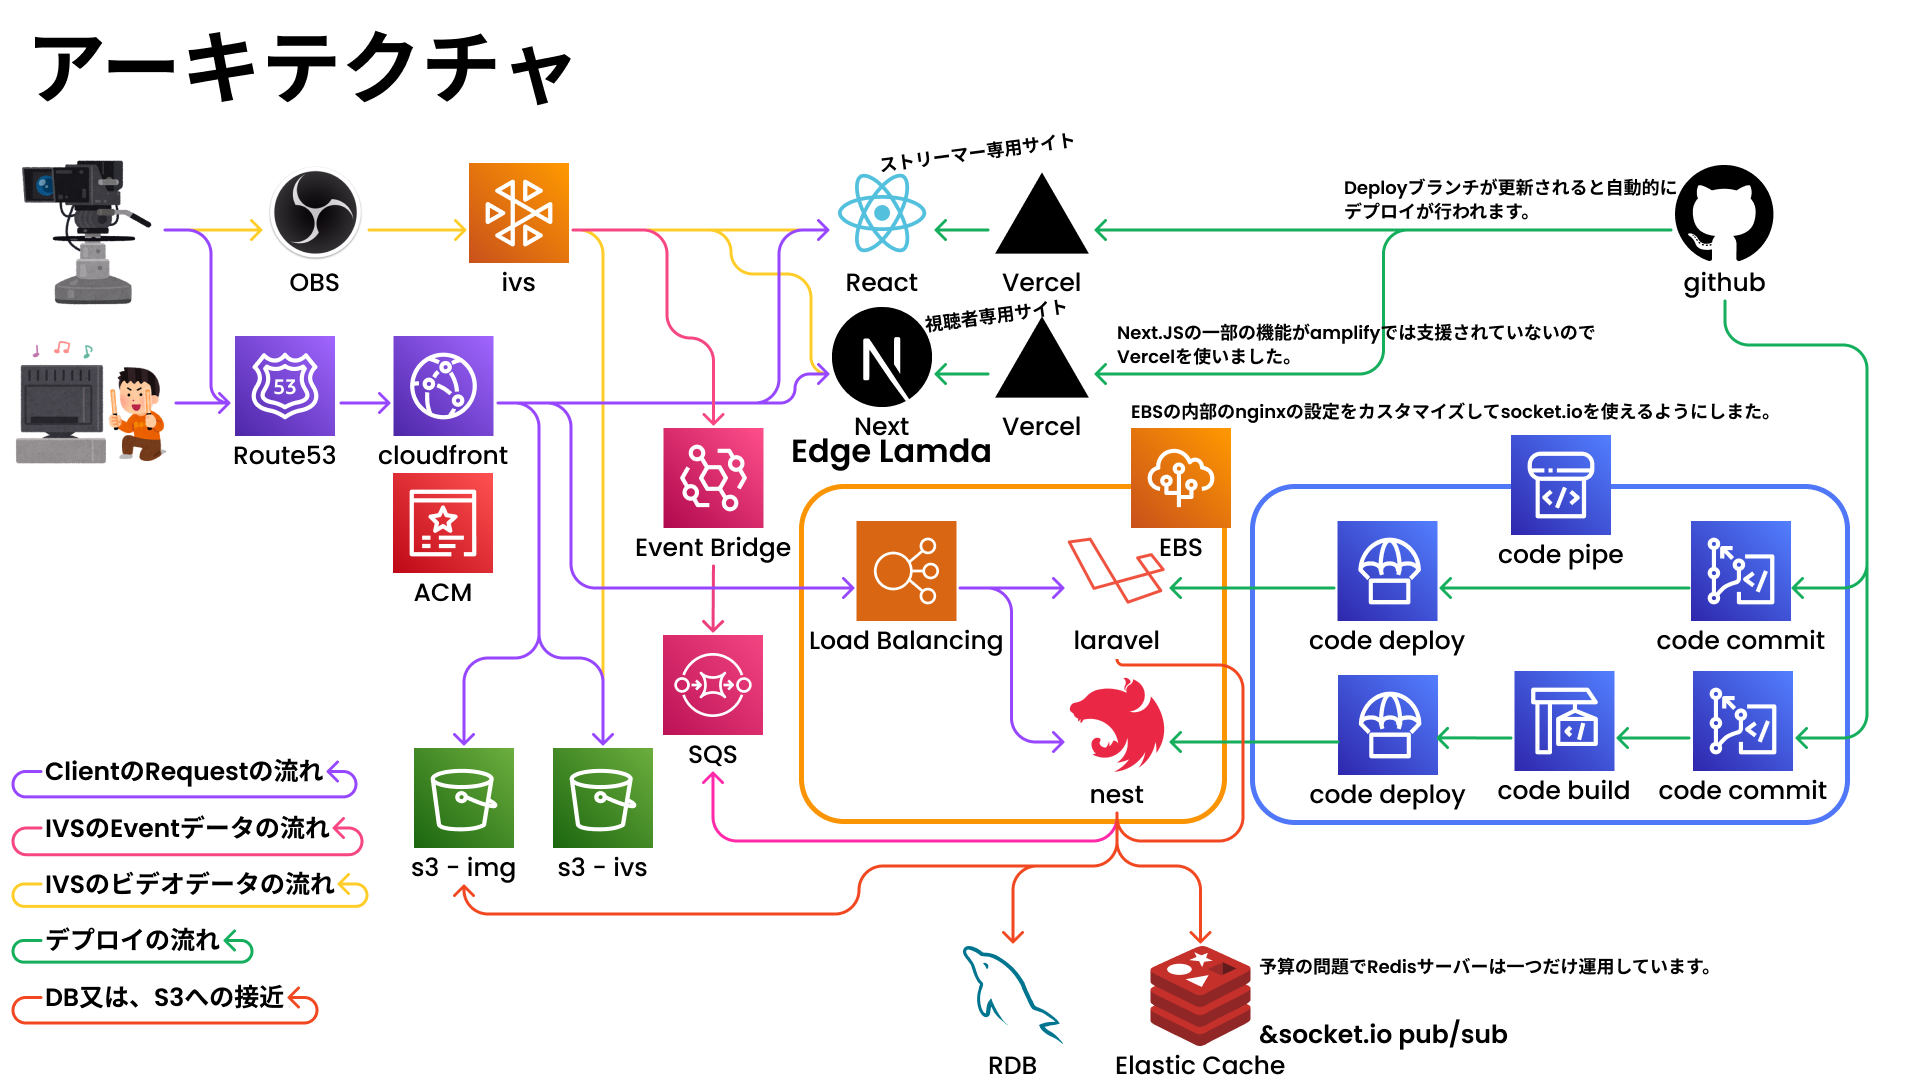 アーキテクチャ
ストリーマー専用サイト
Deployブランチが更新されると自動的に
デプロイが行われます。
OBS
ivs
React
Vercel
github
視聴者専用サイト
Next.JSの一部の機能がamplifyでは支援されていないので
Vercelを使いました。
53
Route53
cloudfront
Next
Vercel
Edge Lamda
EBSの内部のnginxの設定をカスタマイズしてsocket.ioを使えるようにしまた。
Event Bridge
EBS
code pipe
ACM
Load Balancing
laravel
code deploy
code commit
SQS
nest
code deploy
code build
code commit
s3 - img
s3 - ivs
ClientのRequestの流れ
IVSのEventデータの流れ
IVSのビデオデータの流れ
デプロイの流れ
DB又は、S3への接近
予算の問題でRedisサーバーは一つだけ運用しています。
&socket.io pub/sub
RDB
Elastic Cache